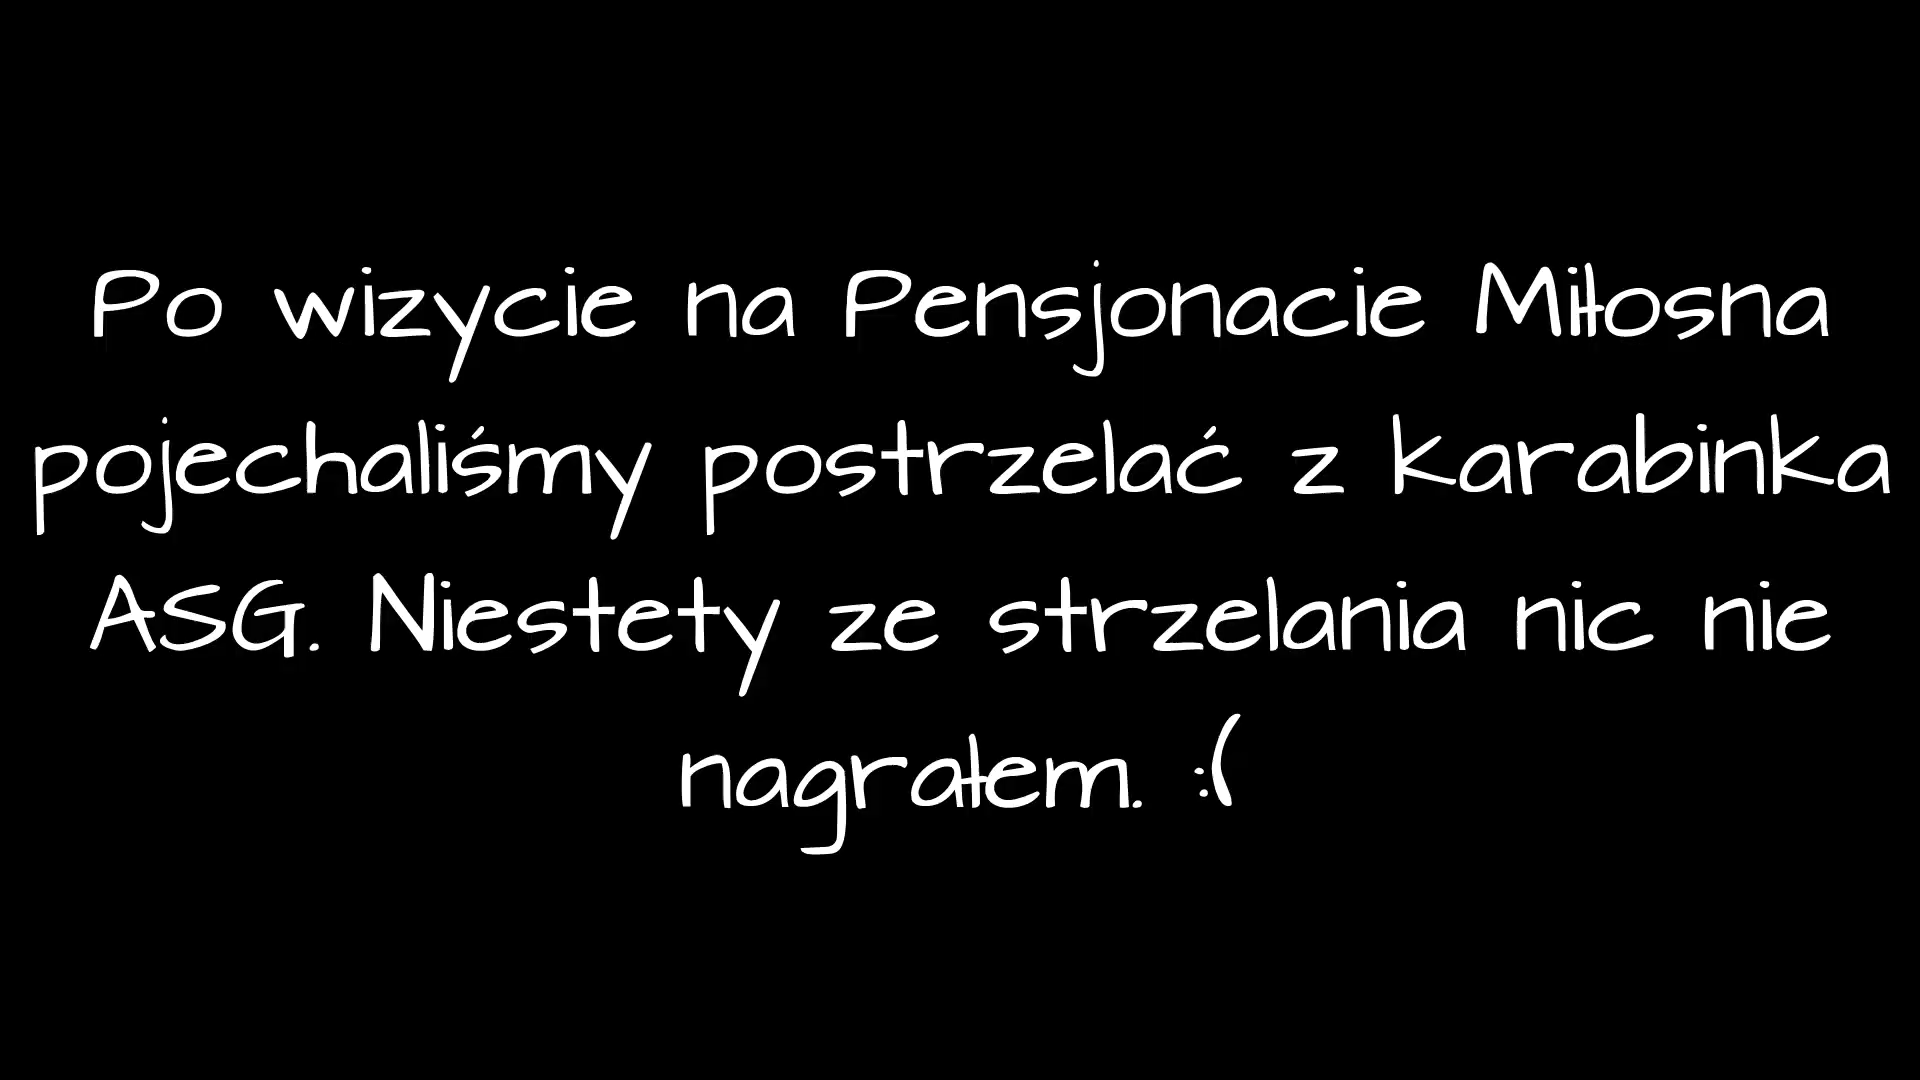 Po wizycie na Pensjonacie Miłosna
pojechaliśmy postrzelać z karabinka
ASG. Niestety ze strzelania nic nie
nagrałem. :(